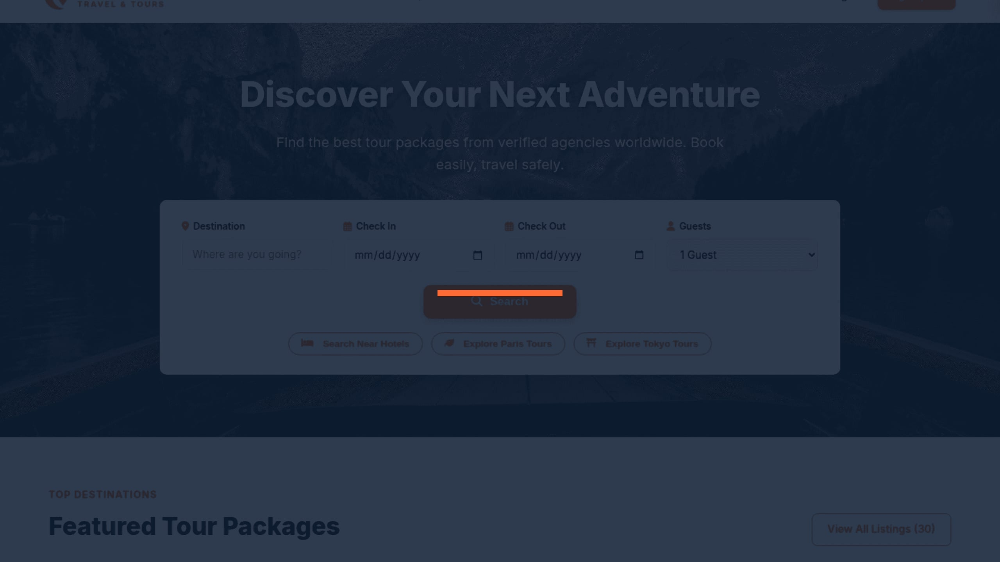 TRAVEL & TOURS
Discover Your Next Adventure
Find the best tour packages from verified agencies worldwide. Book
easily, travel safely.
Destination
Check In
Check Out
Guests
Where are you going?
mm/dd/yyyy
mm/dd/yyyy
1 Guest
Search
Search Near Hotels
Explore Paris Tours
Explore Tokyo Tours
TOP DESTINATIONS
Featured Tour Packages
View All Listings (30)